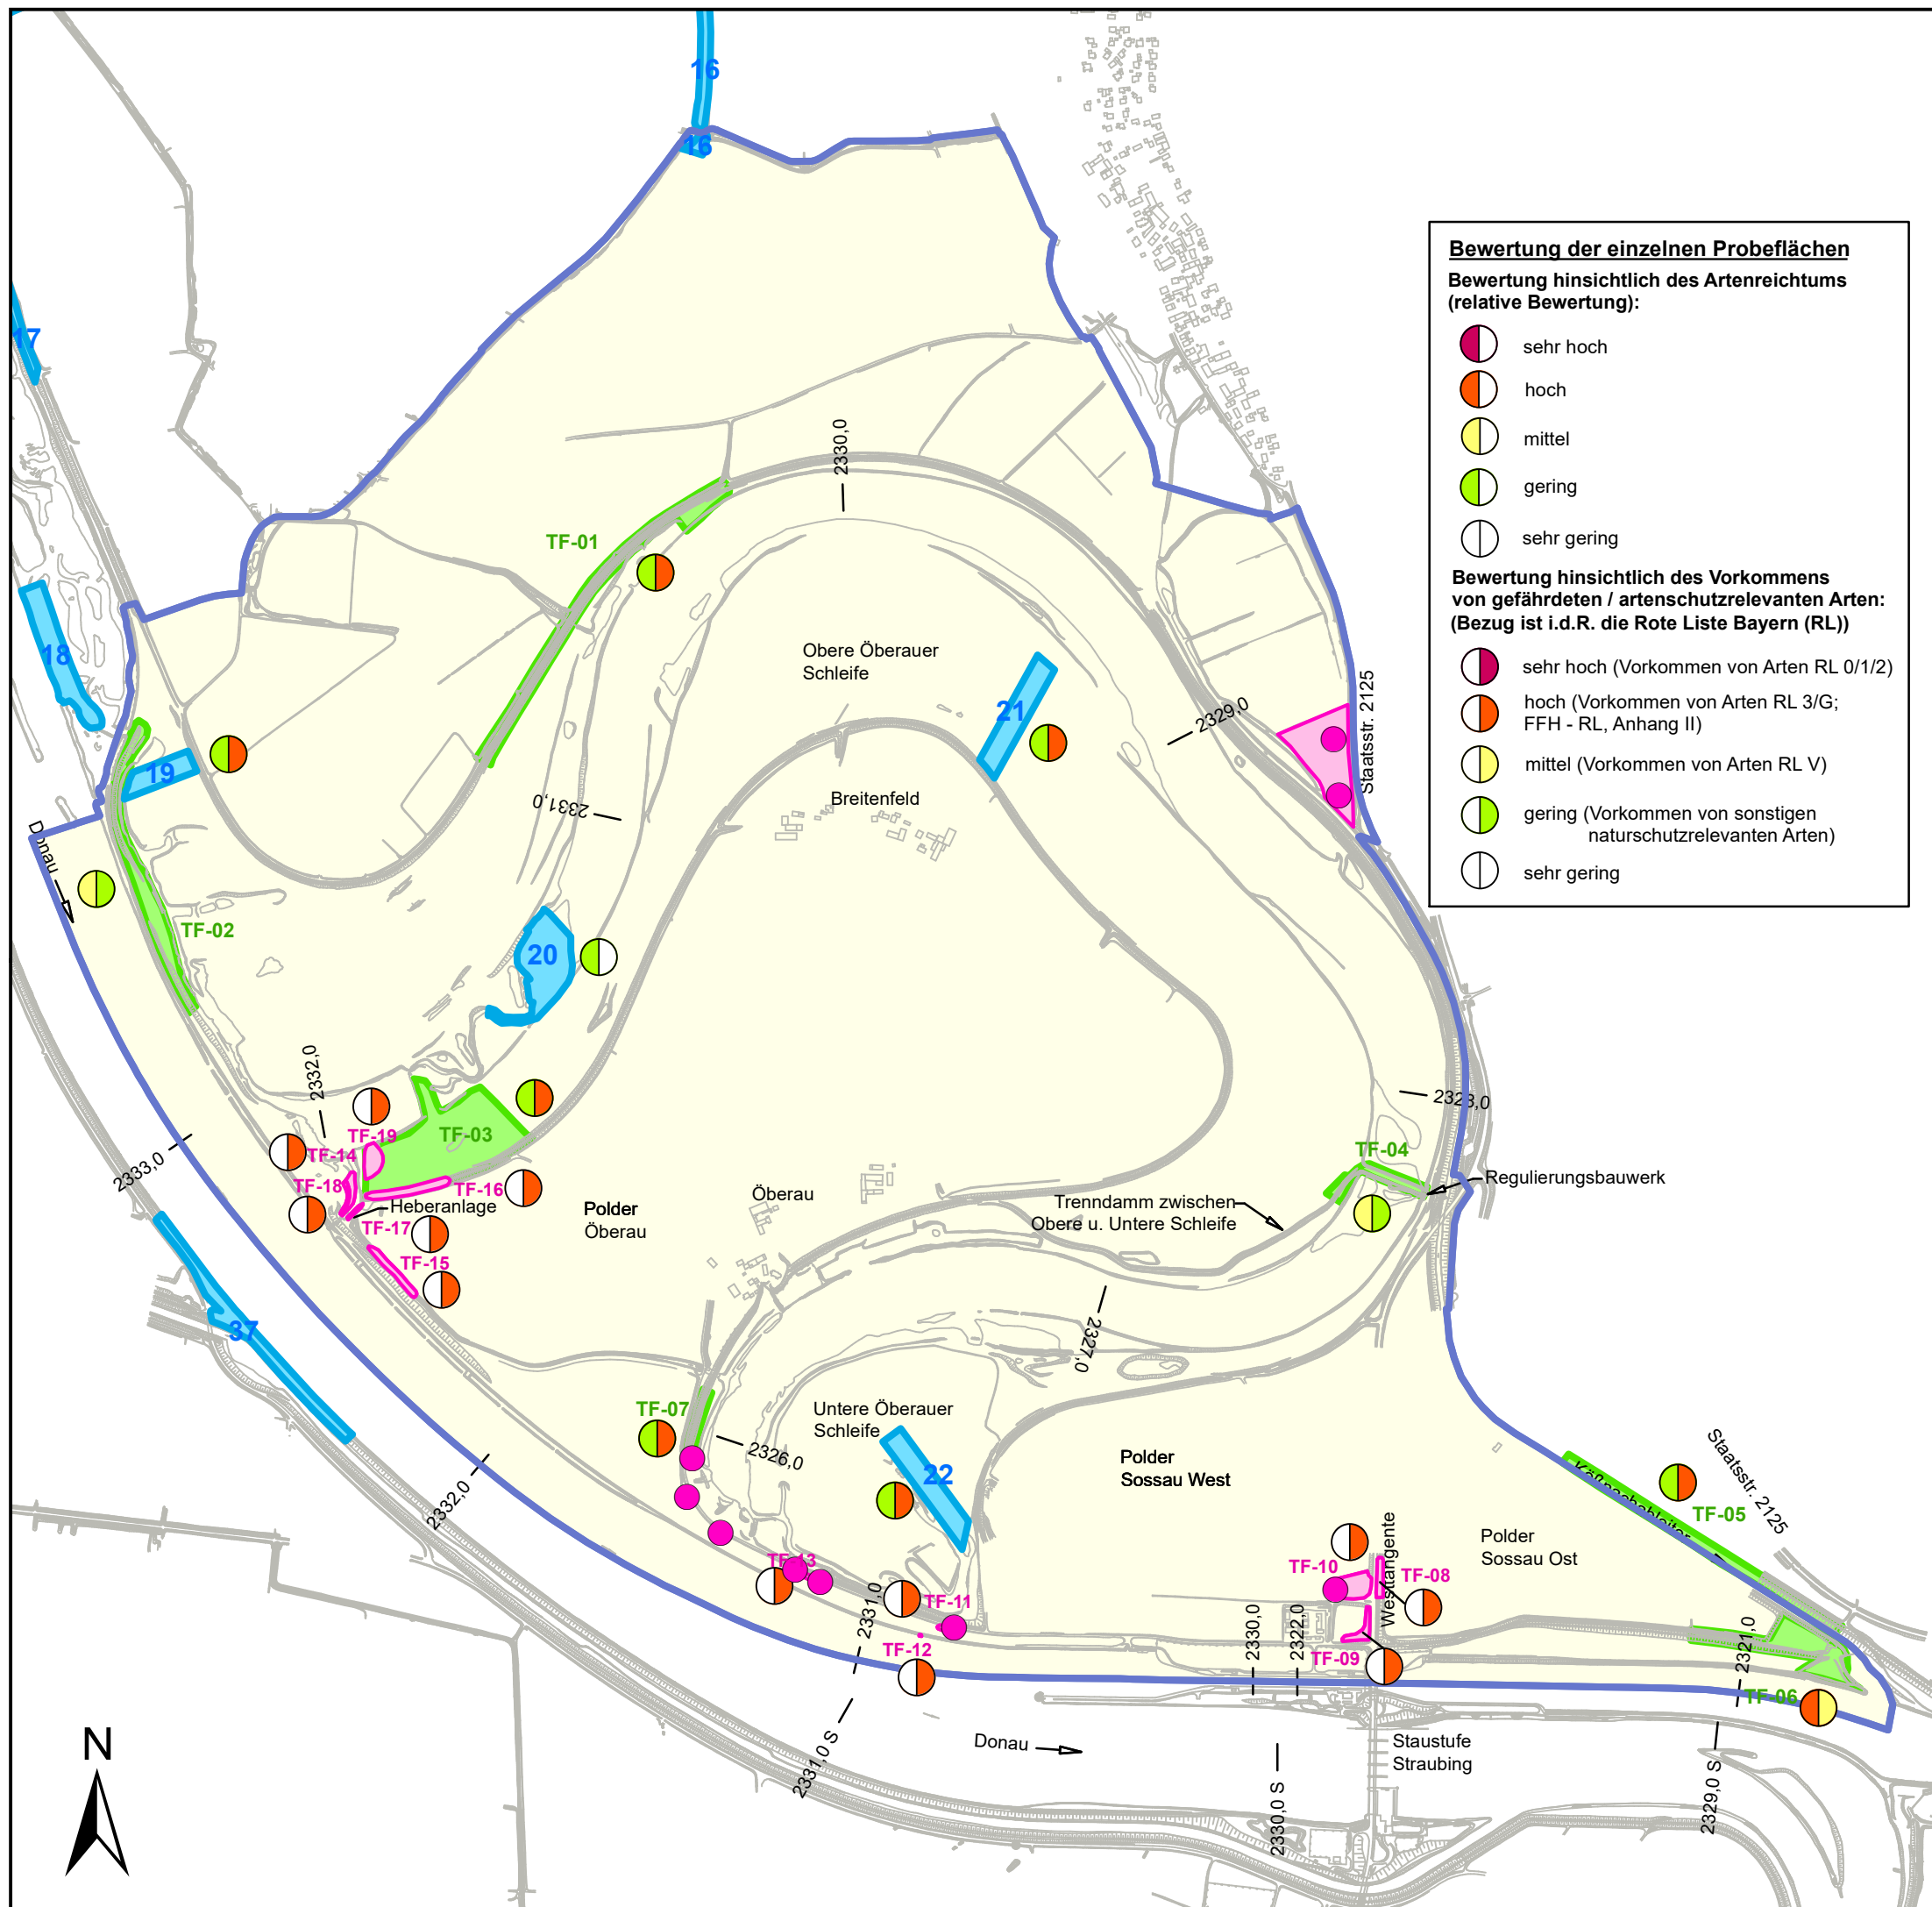 16
16
17
18
19
20
21
22
37
Bewertung der einzelnen Probeflächen
Bewertung hinsichtlich des Artenreichtums
(relative Bewertung):
sehr hoch
hoch
mittel
gering
sehr gering
Bewertung hinsichtlich des Vorkommens
von gefährdeten / artenschutzrelevanten Arten:
(Bezug ist i.d.R. die Rote Liste Bayern (RL))
sehr hoch (Vorkommen von Arten RL 0/1/2)
hoch (Vorkommen von Arten RL 3/G;
FFH - RL, Anhang II)
mittel (Vorkommen von Arten RL V)
gering (Vorkommen von sonstigen
naturschutzrelevanten Arten)
sehr gering
2330,0
TF-01
Obere Öberauer
Schleife
2329,0
Staatsstr. 2125
2331,0
Breitenfeld
Donau
TF-02
2332,0
2328,0
TF-03
TF-19
TF-14
TF-18
TF-16
Heberanlage
TF-17
TF-15
2333,0
Polder
Öberau
Öberau
TF-04
Regulierungsbauwerk
Trenndamm zwischen
Obere u. Untere Schleife
2327,0
TF-07
Untere Öberauer
Schleife
2326,0
2332,0
Polder
Sossau West
Staatsstr. 2125
TF-05
Polder
Sossau Ost
Westtangente
TF-13
TF-10
TF-08
TF-11
2331,0
TF-12
2330,0
2322,0
TF-09
2321,0
TF-06
Donau
Staustufe
Straubing
2331,0 S
2330,0 S
2329,0 S
N